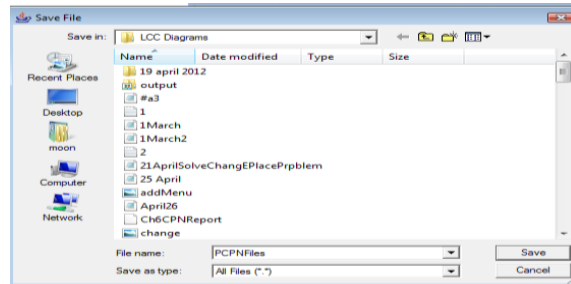 Save File
Save in: LCC Diagrams
Name Date modified Type Size
19 april 2012
output
#a3
1
1March
1March2
2
21AprilSolveChangEPlacePrpblem
25 April
addMenu
April26
Ch6CPNReport
change
Recent Places
Desktop
moon
Computer
Network
File name: PCPNFiles Save
Save as type: All Files (*.*) Cancel